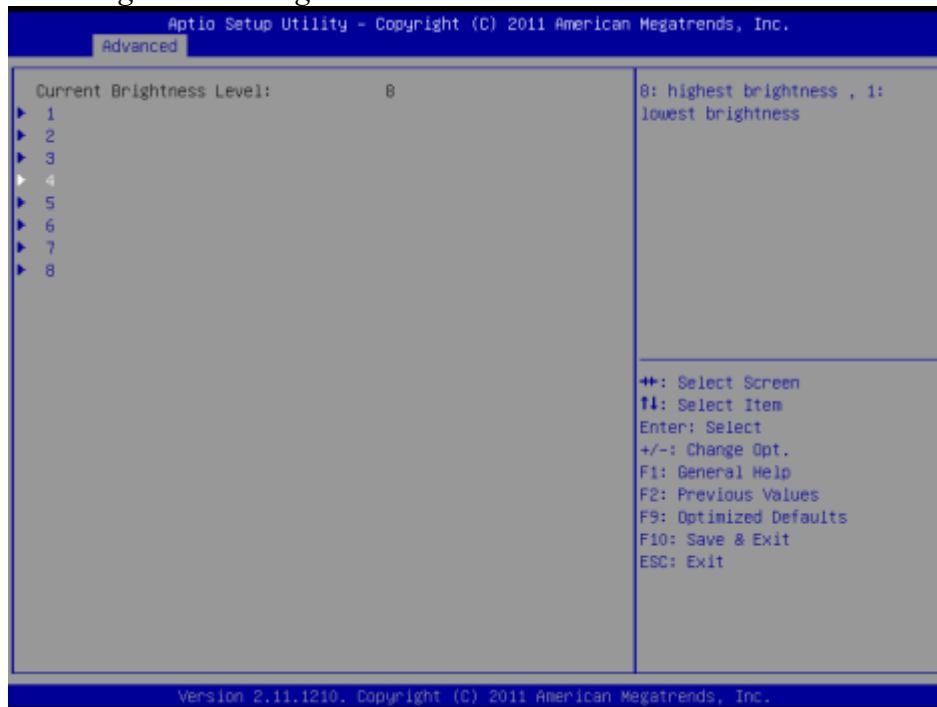 Aptio Setup Utility – Copyright (C) 2011 American Megatrends, Inc.
Advanced
Current Brightness Level: 8
1
2
3
4
5
6
7
8
8: highest brightness , 1:
lowest brightness
→←: Select Screen
↑↓: Select Item
Enter: Select
+/-: Change Opt.
F1: General Help
F2: Previous Values
F9: Optimized Defaults
F10: Save & Exit
ESC: Exit
Version 2.11.1210. Copyright (C) 2011 American Megatrends, Inc.